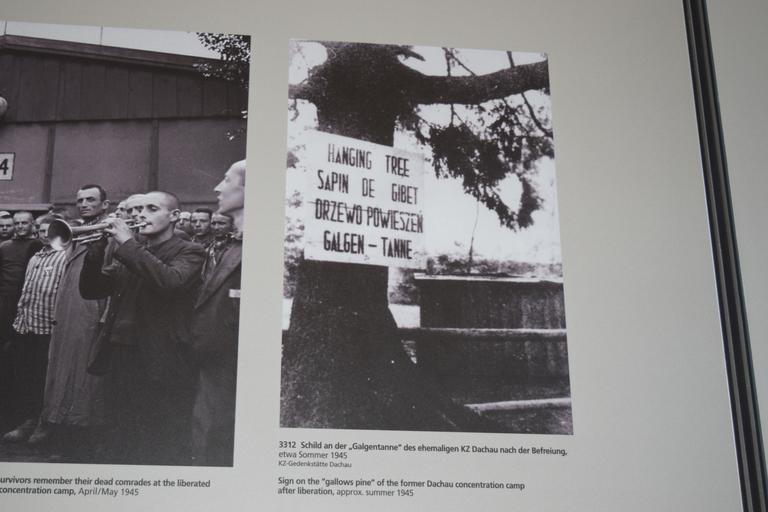 4
HANGING TREE
SAPIN DE GIBET
DRZEWO POWIESZEŃ
GALGEN – TANNE
urvivors remember their dead comrades at the liberated
concentration camp, April/May 1945
3312 Schild an der „Galgentanne“ des ehemaligen KZ Dachau nach der Befreiung,
etwa Sommer 1945
KZ-Gedenkstätte Dachau
Sign on the "gallows pine" of the former Dachau concentration camp
after liberation, approx. summer 1945